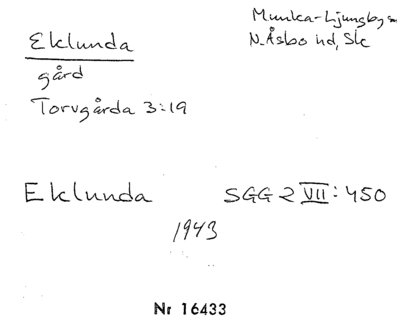 Eklunda
Munka-Ljungby sn
N. Åsbo hd, Sk
gård
Torvgårda 3:19
Eklunda SGG 2 VII: 450
1943
Nr 16433